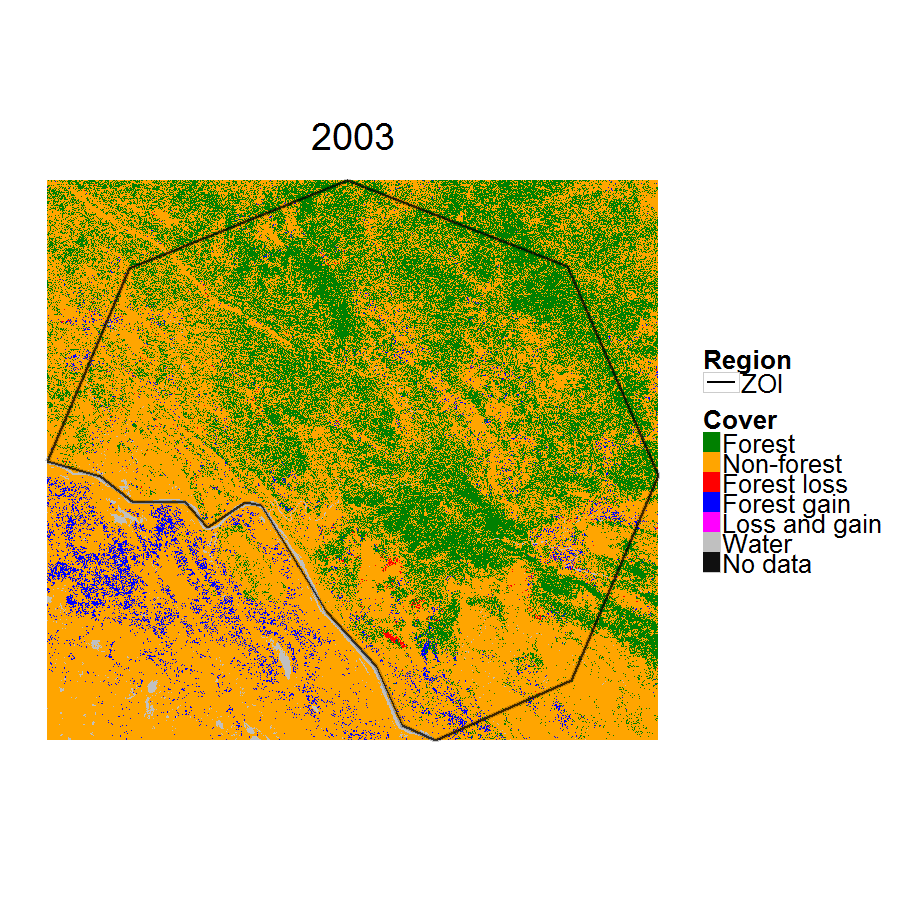 2003
Region
ZOI
Cover
Forest
Non-forest
Forest loss
Forest gain
Loss and gain
Water
No data